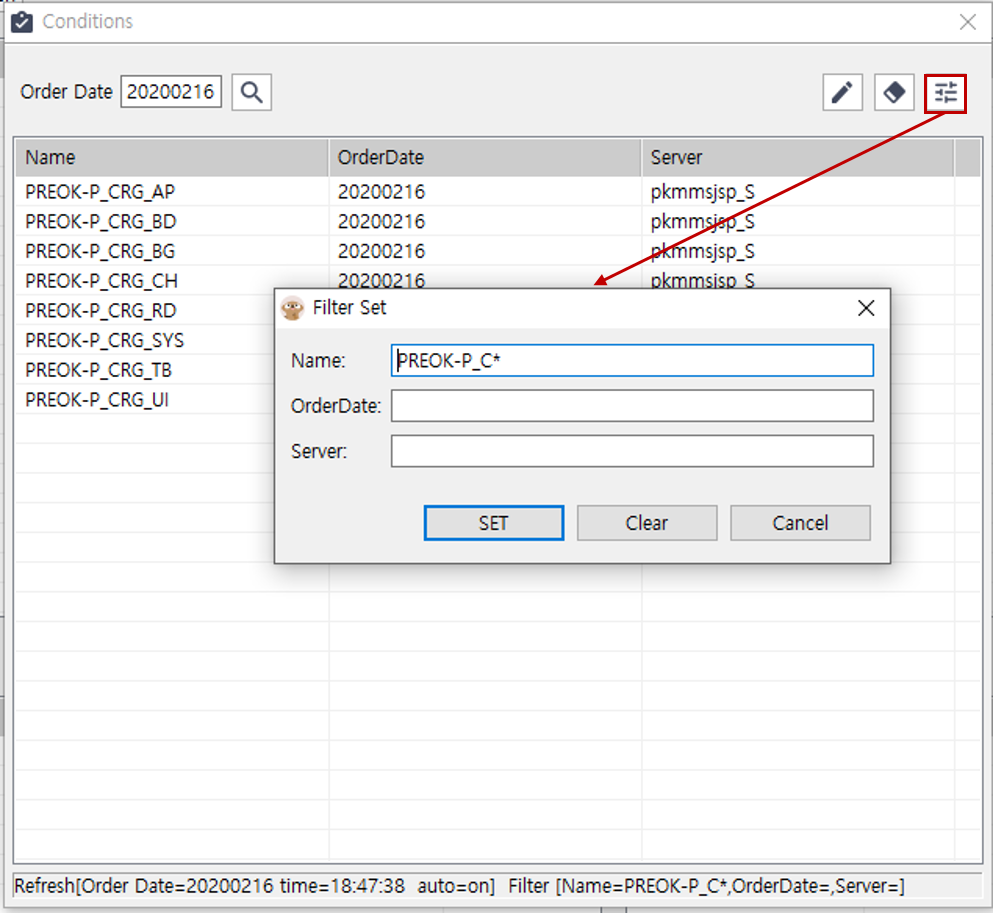 Conditions
Order Date 20200216
Name OrderDate Server
PREOK-P_CRG_AP 20200216 pkmmsjsp_S
PREOK-P_CRG_BD 20200216 pkmmsjsp_S
PREOK-P_CRG_BG 20200216 pkmmsjsp_S
PREOK-P_CRG_CH 20200216 pkmmsjsp_S
PREOK-P_CRG_RD
PREOK-P_CRG_SYS
PREOK-P_CRG_TB
PREOK-P_CRG_UI
Filter Set
Name: PREOK-P_C*
OrderDate:
Server:
SET Clear Cancel
Refresh[Order Date=20200216 time=18:47:38 auto=on] Filter [Name=PREOK-P_C*,OrderDate=,Server=]